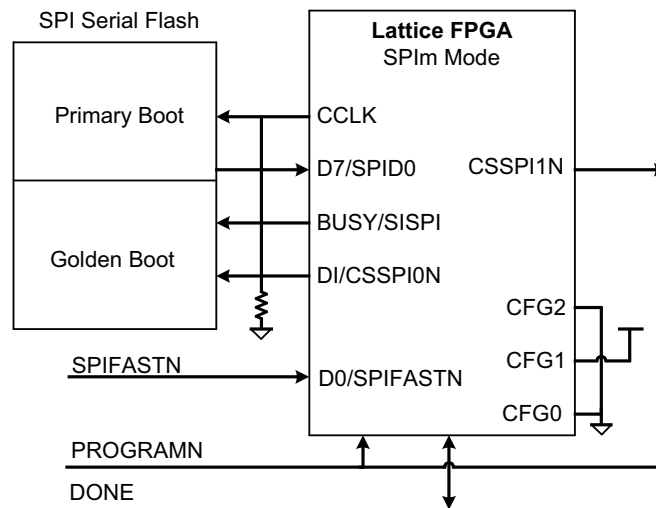 SPI Serial Flash
Primary Boot
Golden Boot
Lattice FPGA
SPIm Mode
CCLK
D7/SPID0
BUSY/SISPI
DI/CSSPI0N
D0/SPIFASTN
CSSPI1N
CFG2
CFG1
CFG0
SPIFASTN
PROGRAMN
DONE